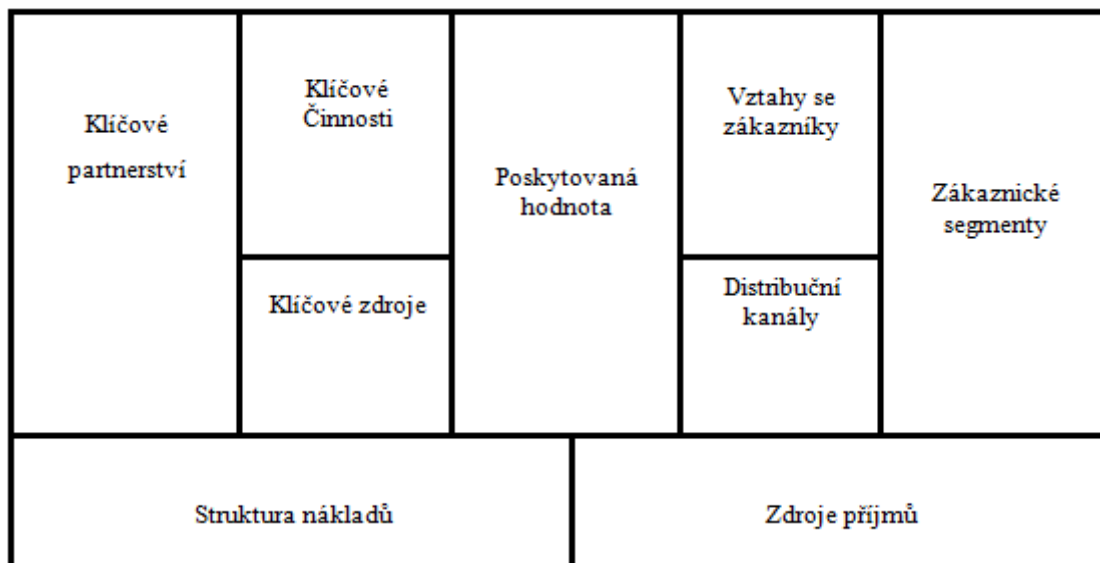 Klíčové
partnerství
Klíčové
Činnosti
Klíčové zdroje
Poskytovaná
hodnota
Vztahy se
zákazníky
Distribuční
kanály
Zákaznické
segmenty
Struktura nákladů
Zdroje příjmů